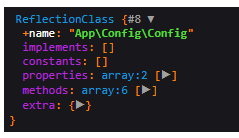 ReflectionClass {#8 ▼
+name: "App\Config\Config"
implements: []
constants: []
properties: array:2 [▶]
methods: array:6 [▶]
extra: {▶}
}